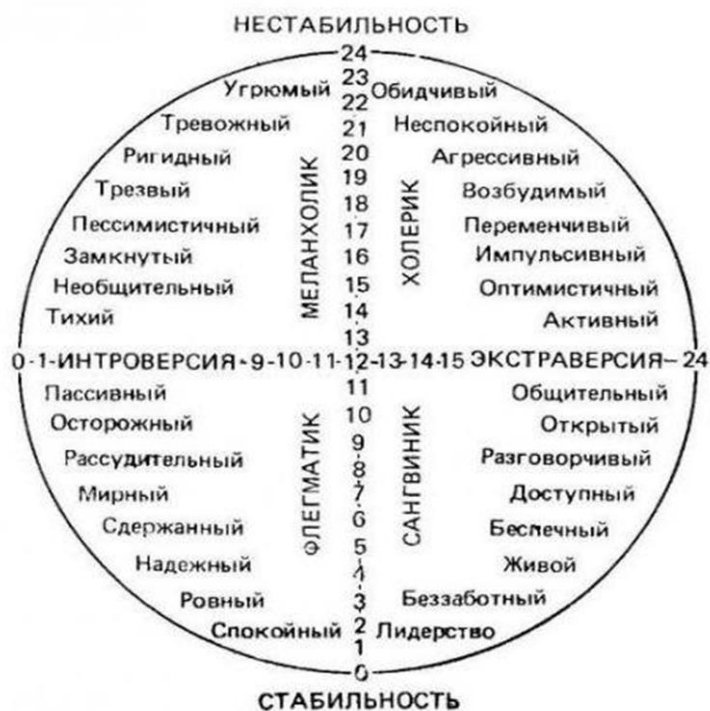 НЕСТАБИЛЬНОСТЬ
24
23
Угрюмый 22 Обидчивый
Тревожный 21 Неспокойный
Ригидный 20 Агрессивный
Трезвый 19 Возбудимый
18
Пессимистичный 17 Переменчивый
Замкнутый 16 Импульсивный
Необщительный 15 Оптимистичный
Тихий 14 Активный
13
МЕЛАНХОЛИК
ХОЛЕРИК
0-1-ИНТРОВЕРСИЯ-9-10-11-12-13-14-15 ЭКСТРАВЕРСИЯ-24
Пассивный 11 Общительный
Осторожный 10 Открытый
9
Рассудительный 8 Разговорчивый
Мирный 7 Доступный
Сдержанный 6 Беспечный
5
Надежный 4 Живой
Ровный 3 Беззаботный
Спокойный 2 Лидерство
1
0
ФЛЕГМАТИК
САНГВИНИК
СТАБИЛЬНОСТЬ